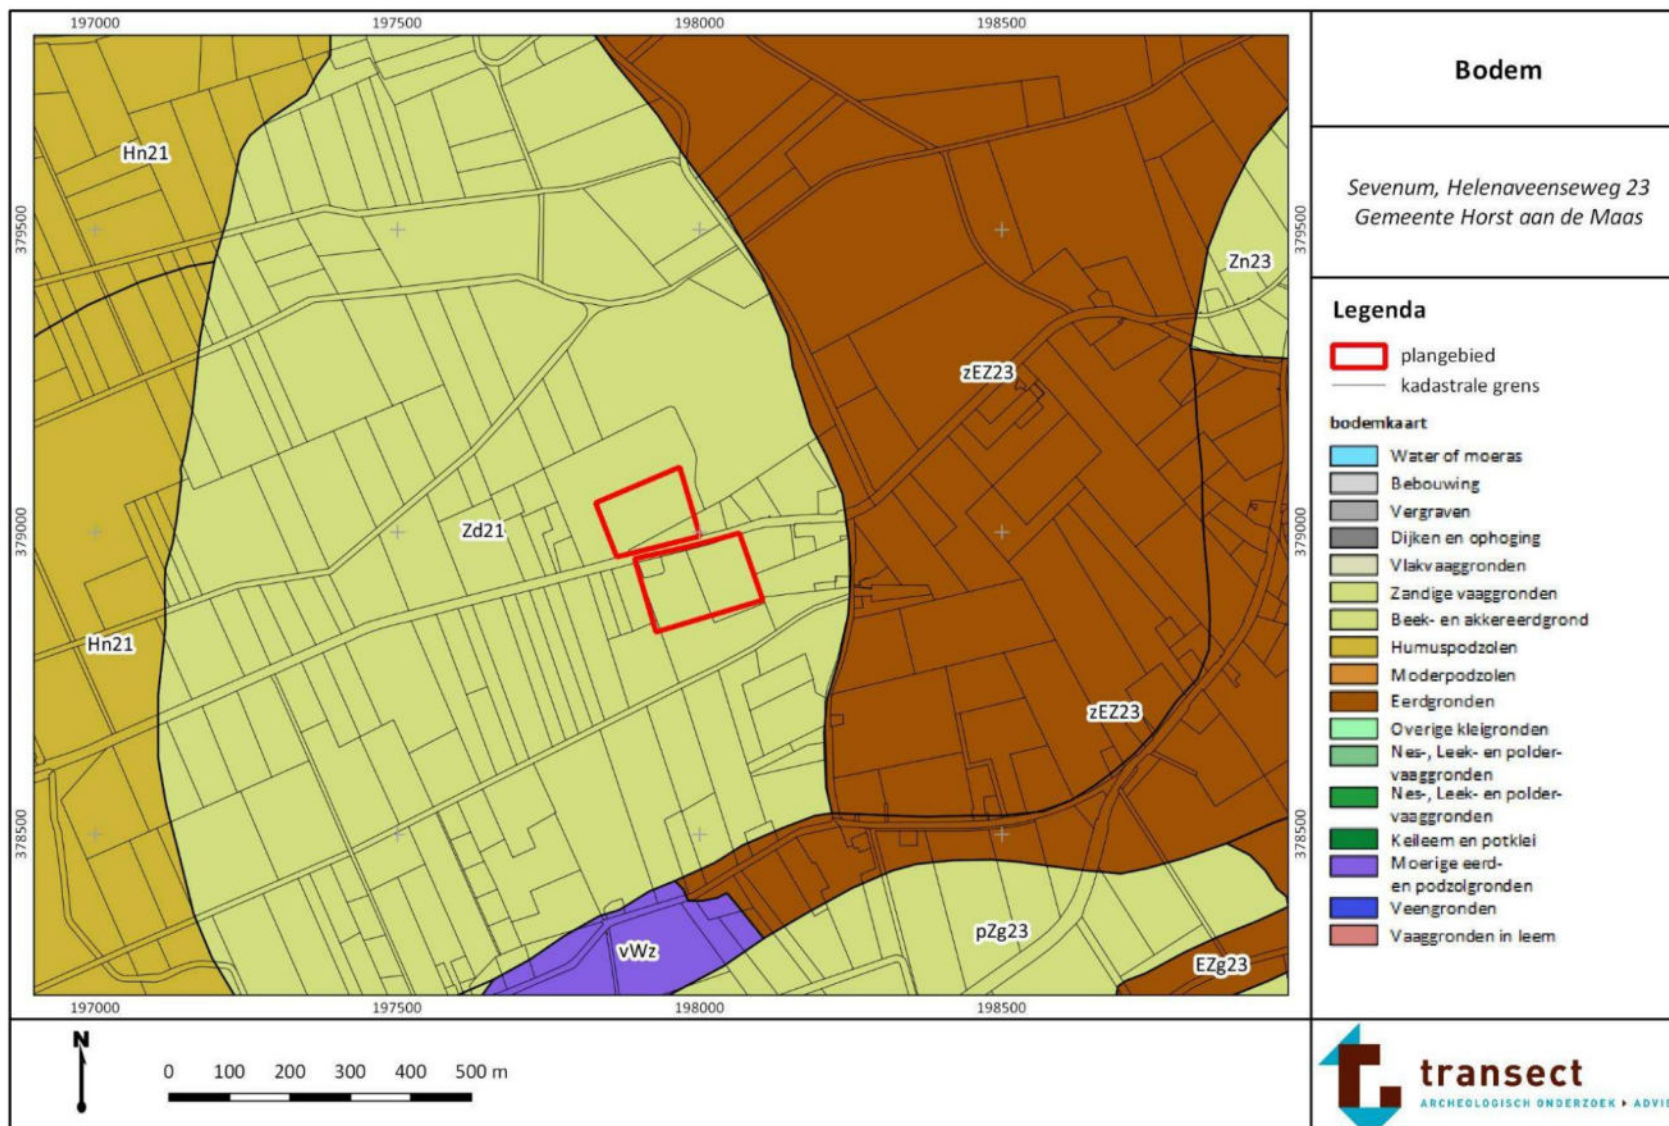 197000 197500 198000 198500
Bodem
Sevenum, Helenaveenseweg 23
Gemeente Horst aan de Maas
379500 379500
379000 379000
378500 378500
Hn21
Zn23
zEZ23
Zd21
Hn21
zEZ23
pZg23
vWz
EZg23
197000 197500 198000 198500
Legenda
plangebied
kadastrale grens
bodemkaart
Water of moeras
Bebouwing
Vergraven
Dijken en ophoging
Vlakvaaggronden
Zandige vaaggronden
Beek- en akkereerdgrond
Humuspodzolen
Moderpodzolen
Eerdgronden
Overige kleigronden
Nes-, Leek- en polder-
vaaggronden
Nes-, Leek- en polder-
vaaggronden
Keileem en potklei
Moerige eerd-
en podzolgronden
Veengronden
Vaaggronden in leem
N
0 100 200 300 400 500 m
transect
ARCHEOLOGISCH ONDERZOEK ▸ ADVIE